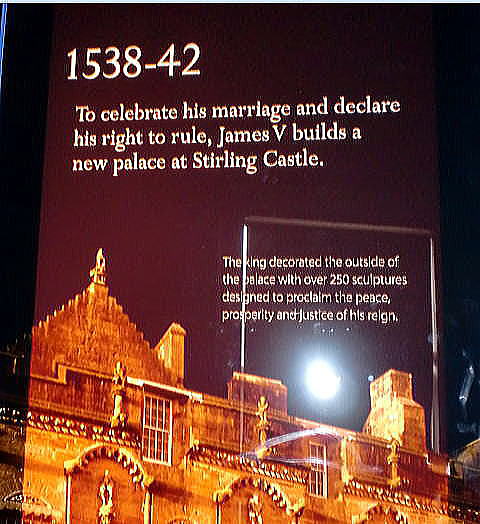 1538-42
To celebrate his marriage and declare
his right to rule, James V builds a
new palace at Stirling Castle.
The king decorated the outside of
the palace with over 250 sculptures
designed to proclaim the peace,
prosperity and justice of his reign.